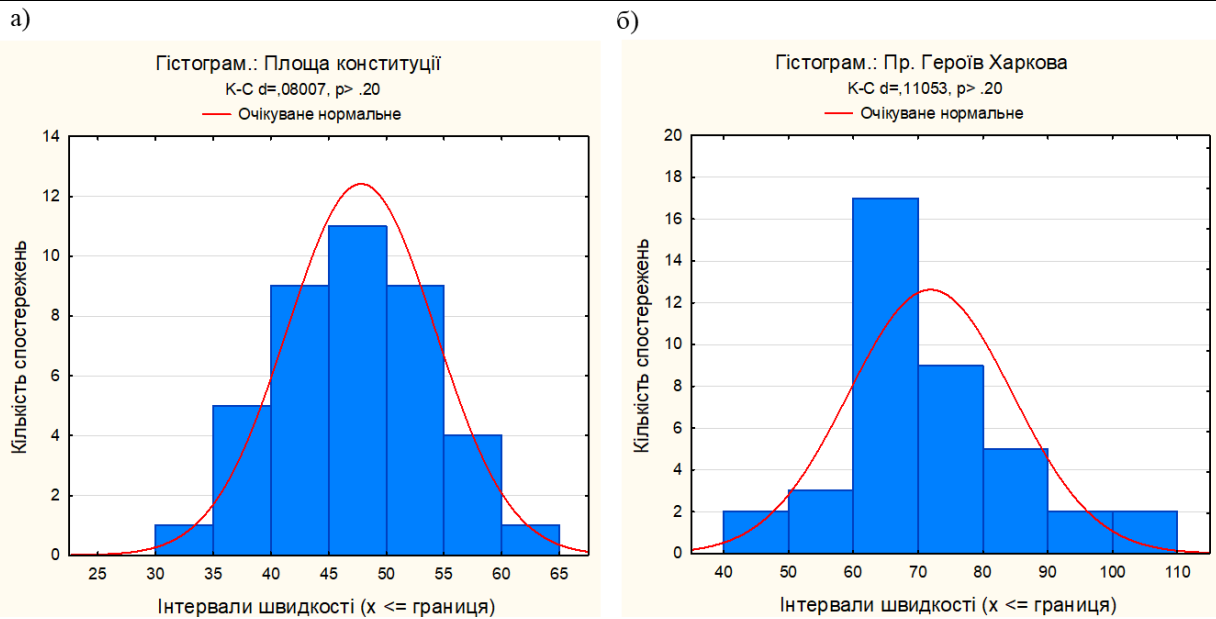 а)
Гістограм.: Площа конституції
К-С d=,08007, p> .20
Очікуване нормальне
14
12
10
8
6
4
2
0
Кількість спостережень
25 30 35 40 45 50 55 60 65
Інтервали швидкості (x <= границя)
б)
Гістограм.: Пр. Героїв Харкова
К-С d=,11053, p> .20
Очікуване нормальне
20
18
16
14
12
10
8
6
4
2
0
Кількість спостережень
40 50 60 70 80 90 100 110
Інтервали швидкості (x <= границя)